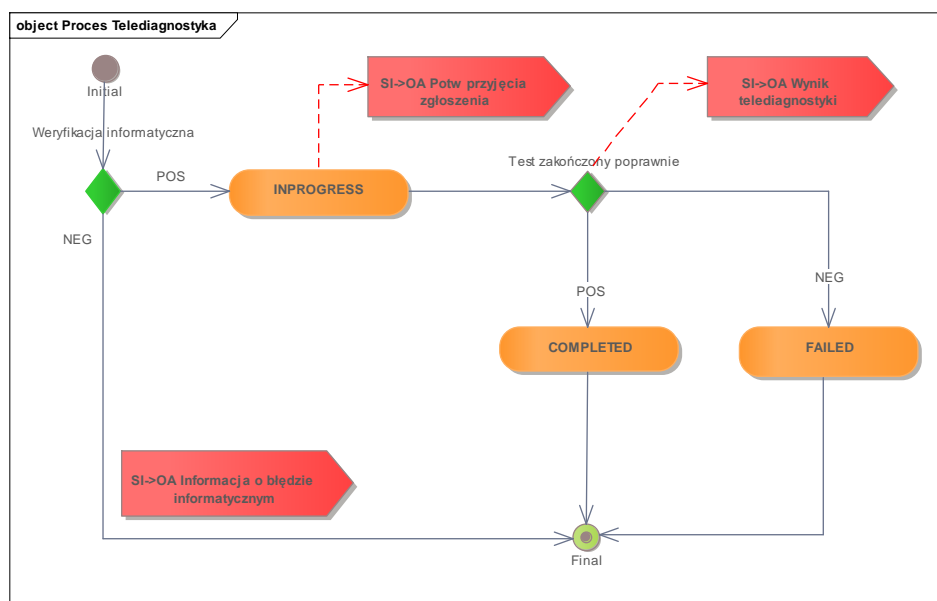 object Proces Telediagnostyka
Initial
SI->OA Potw przyjęcia
zgłoszenia
SI->OA Wynik
telediagnostyki
Weryfikacja informatyczna
Test zakończony poprawnie
POS
INPROGRESS
NEG
NEG
POS
COMPLETED
FAILED
SI->OA Informacja o błędzie
informatycznym
Final